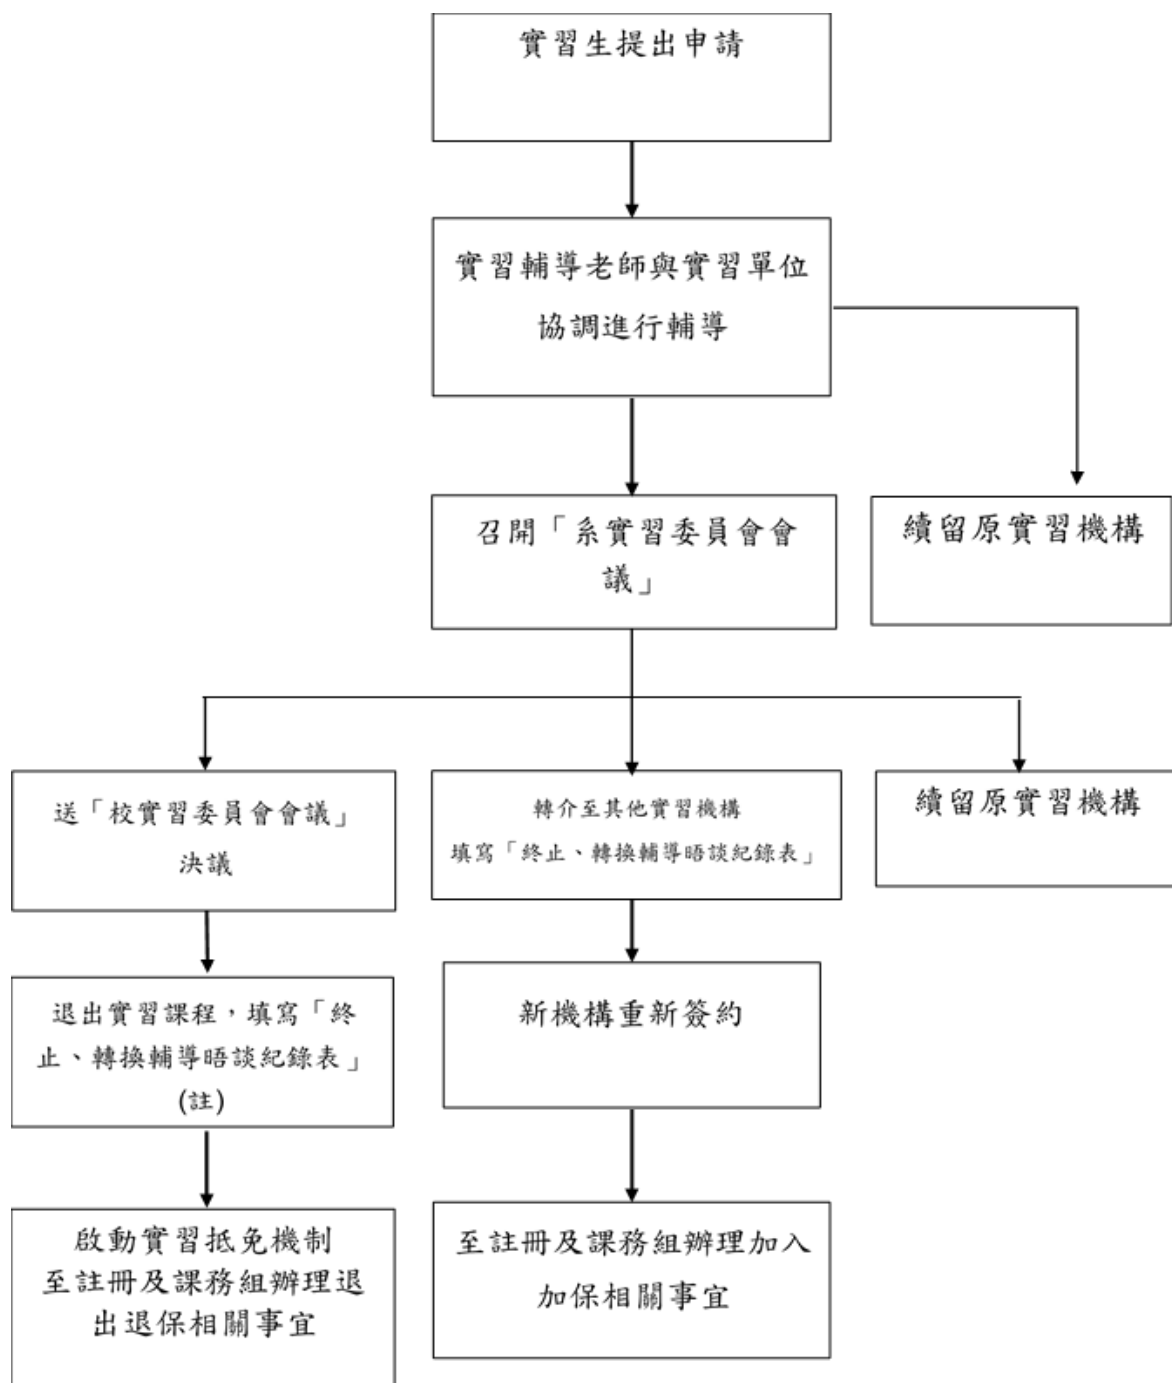 實習生提出申請
實習輔導老師與實習單位
協調進行輔導
召開「系實習委員會會
議」
續留原實習機構
送「校實習委員會會議」
決議
轉介至其他實習機構
填寫「終止、轉換輔導晤談紀錄表」
續留原實習機構
退出實習課程，填寫「終
止、轉換輔導晤談紀錄表」
(註)
新機構重新簽約
啟動實習抵免機制
至註冊及課務組辦理退
出退保相關事宜
至註冊及課務組辦理加入
加保相關事宜